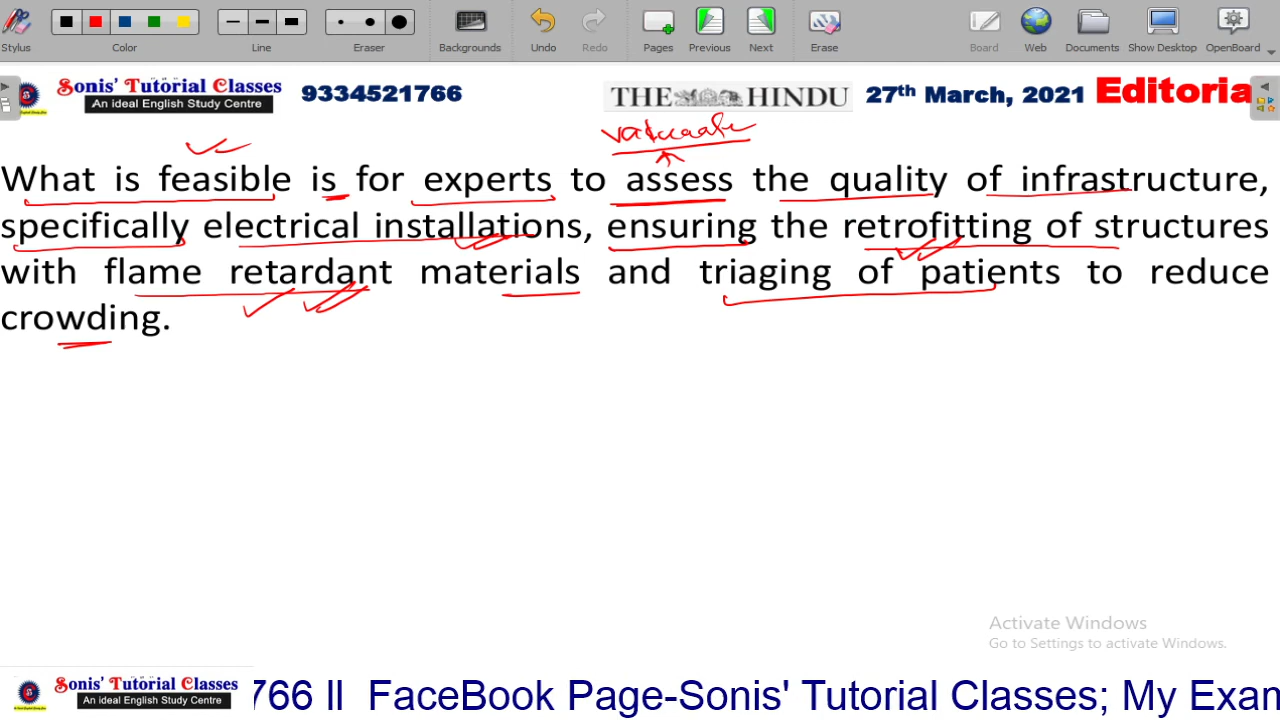 Stylus Color Line Eraser Backgrounds Undo Redo Pages Previous Next Erase Board Web Documents Show Desktop OpenBoard
Sonis' Tutorial Classes
An ideal English Study Centre
9334521766
THE HINDU
27th March, 2021
Editoria
What is feasible is for experts to assess the quality of infrastructure,
specifically electrical installations, ensuring the retrofitting of structures
with flame retardant materials and triaging of patients to reduce
crowding.
Activate Windows
Go to Settings to activate Windows.
Sonis' Tutorial Classes
An ideal English Study Centre
766 ll FaceBook Page-Sonis' Tutorial Classes; My Exan